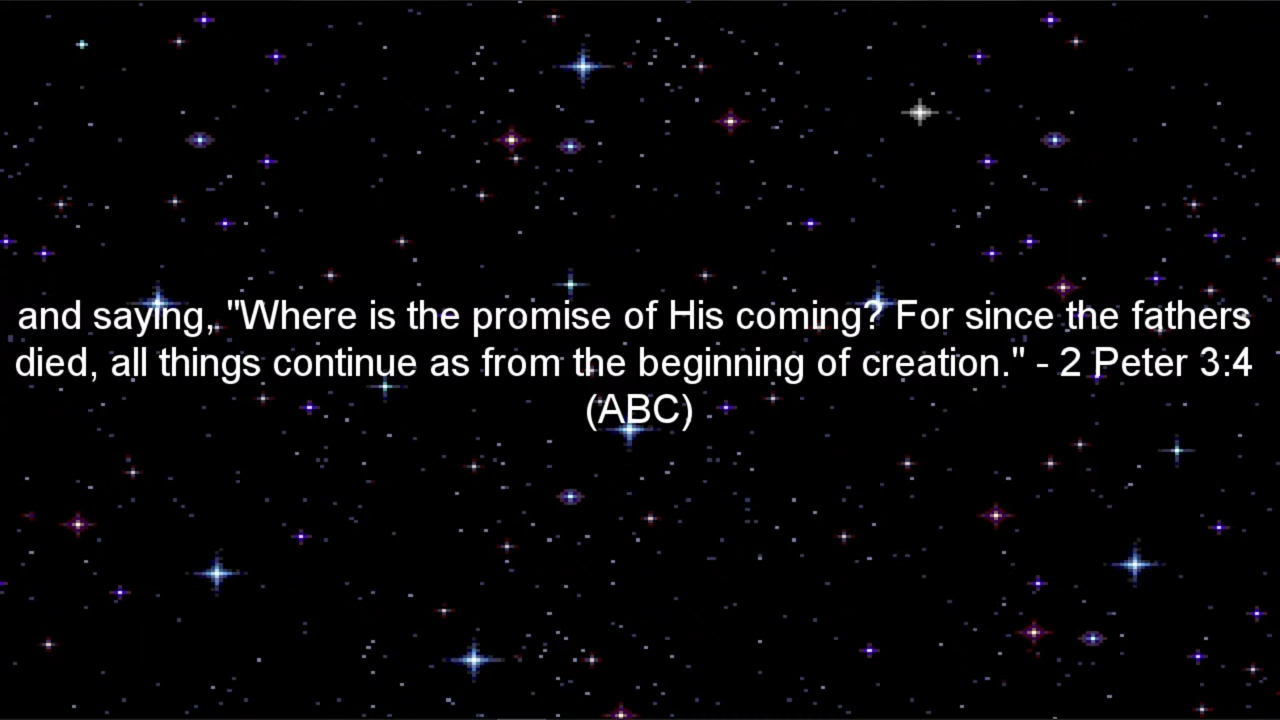 and saying, "Where is the promise of His coming? For since the fathers
died, all things continue as from the beginning of creation." - 2 Peter 3:4
(ABC)